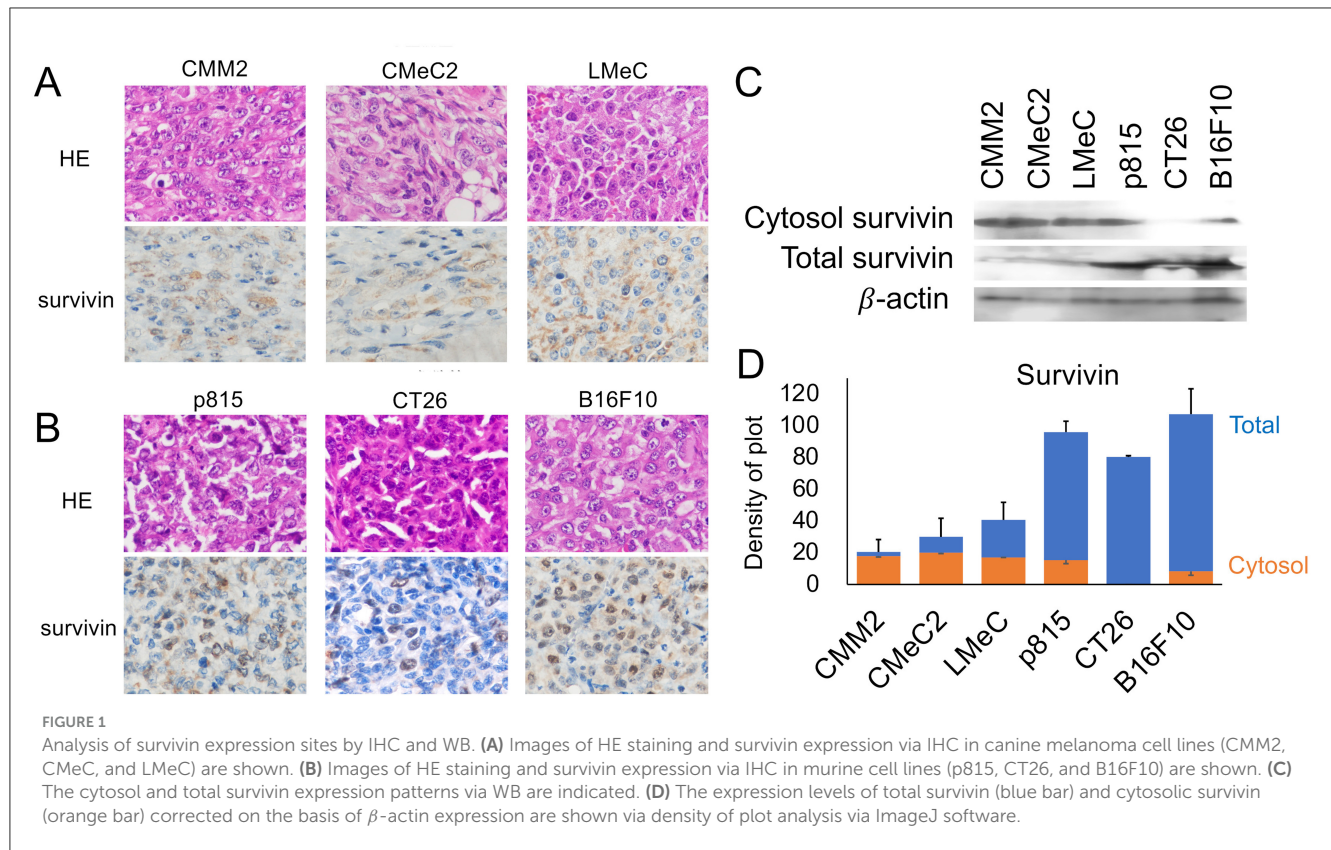 A
CMM2
CMeC2
LMeC
HE
survivin
B
p815
CT26
B16F10
HE
survivin
C
CMM2
CMeC2
LMeC
p815
CT26
B16F10
Cytosol survivin
Total survivin
β-actin
D
Survivin
Density of plot
120
100
80
60
40
20
0
Total
Cytosol
CMM2
CMeC2
LMeC
p815
CT26
B16F10
FIGURE 1
Analysis of survivin expression sites by IHC and WB. (A) Images of HE staining and survivin expression via IHC in canine melanoma cell lines (CMM2,
CMeC, and LMeC) are shown. (B) Images of HE staining and survivin expression via IHC in murine cell lines (p815, CT26, and B16F10) are shown. (C)
The cytosol and total survivin expression patterns via WB are indicated. (D) The expression levels of total survivin (blue bar) and cytosolic survivin
(orange bar) corrected on the basis of β-actin expression are shown via density of plot analysis via ImageJ software.